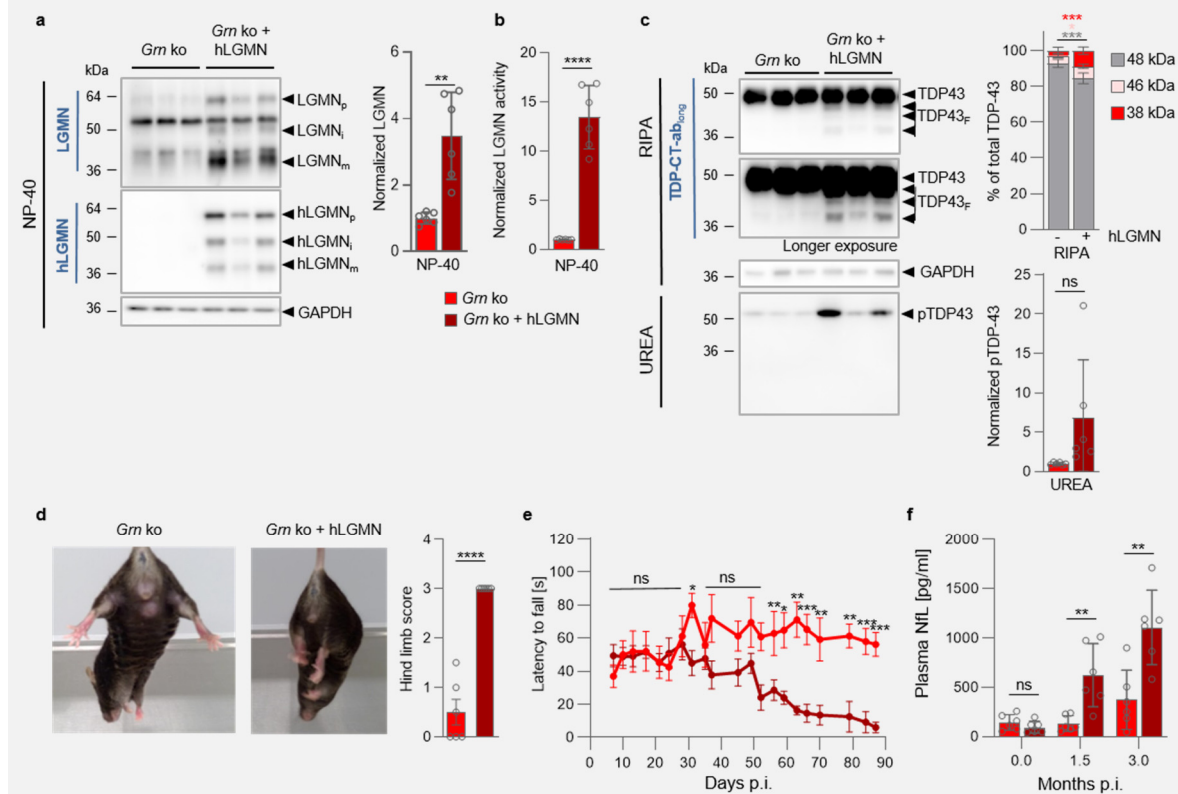 a
Grn ko
Grn ko +
hLGMN
kDa
NP-40
LGMN
64
50
36
LGMNp
LGMNi
LGMNm
hLGMN
64
50
36
hLGMNp
hLGMNi
hLGMNm
36
GAPDH
Normalized LGMN
6
4
2
0
**
NP-40
b
Normalized LGMN activity
20
15
10
5
0
****
NP-40
Grn ko
Grn ko + hLGMN
c
Grn ko
Grn ko +
hLGMN
kDa
RIPA
TDP-CT-ablong
50
36
TDP43
TDP43F
50
36
TDP43
TDP43F
Longer exposure
36
GAPDH
UREA
50
36
pTDP43
% of total TDP-43
100
80
60
40
20
0
***
*
***
48 kDa
46 kDa
38 kDa
- + hLGMN
RIPA
Normalized pTDP-43
25
20
15
10
5
0
ns
UREA
d
Grn ko
Grn ko + hLGMN
Hind limb score
4
3
2
1
0
****
e
Latency to fall [s]
120
100
80
60
40
20
0
ns
*
ns
** * ** *** ** ** *** ***
0 10 20 30 40 50 60 70 80 90
Days p.i.
f
Plasma NfL [pg/ml]
2000
1500
1000
500
0
ns
**
**
0.0 1.5 3.0
Months p.i.